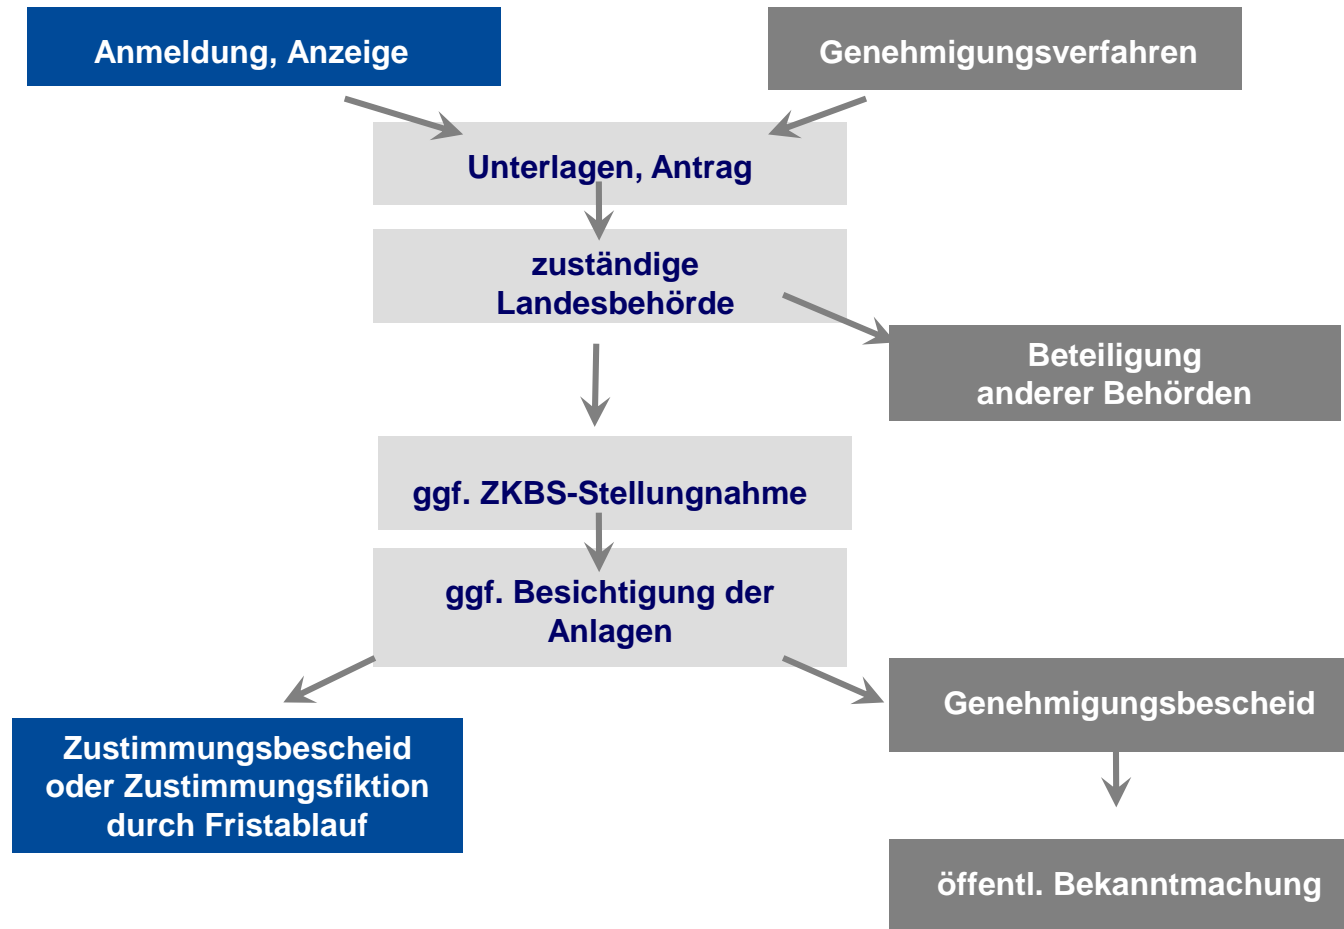 Anmeldung, Anzeige
Genehmigungsverfahren
Unterlagen, Antrag
zuständige
Landesbehörde
Beteiligung
anderer Behörden
ggf. ZKBS-Stellungnahme
ggf. Besichtigung der
Anlagen
Genehmigungsbescheid
Zustimmungsbescheid
oder Zustimmungsfiktion
durch Fristablauf
öffentl. Bekanntmachung